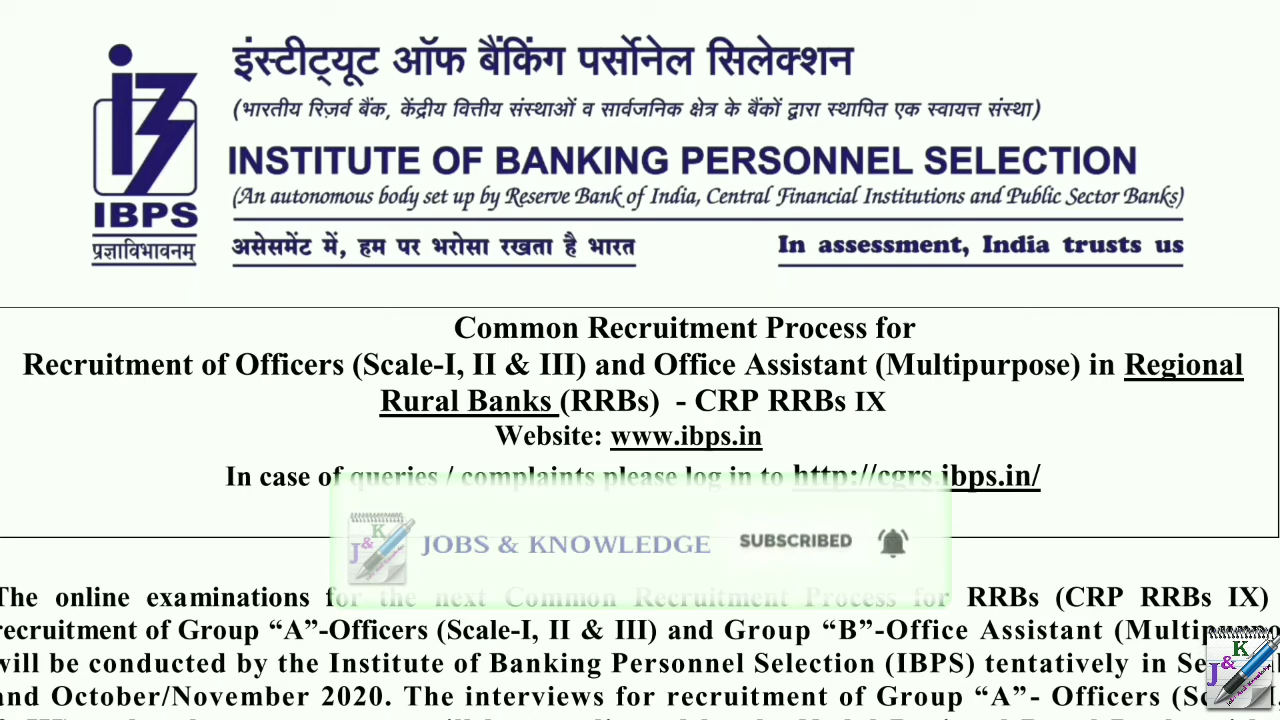 इंस्टीट्यूट ऑफ बैंकिंग पर्सोनेल सिलेक्शन
(भारतीय रिज़र्व बैंक, केंद्रीय वित्तीय संस्थाओं व सार्वजनिक क्षेत्र के बैंकों द्वारा स्थापित एक स्वायत्त संस्था)
INSTITUTE OF BANKING PERSONNEL SELECTION
(An autonomous body set up by Reserve Bank of India, Central Financial Institutions and Public Sector Banks)
IBPS
प्रज्ञाविभावनम्
असेसमेंट में, हम पर भरोसा रखता है भारत
In assessment, India trusts us
Common Recruitment Process for
Recruitment of Officers (Scale-I, II & III) and Office Assistant (Multipurpose) in Regional
Rural Banks (RRBs) - CRP RRBs IX
Website: www.ibps.in
In case of queries / complaints please log in to http://cgrs.ibps.in/
J&K
JOBS & KNOWLEDGE
SUBSCRIBED
The online examinations for the next Common Recruitment Process for RRBs (CRP RRBs IX)
recruitment of Group “A”-Officers (Scale-I, II & III) and Group “B”-Office Assistant
will be conducted by the Institute of Banking Personnel Selection (IBPS) tentatively in
and October/November 2020. The interviews for recruitment of Group “A”- Officers
J&K